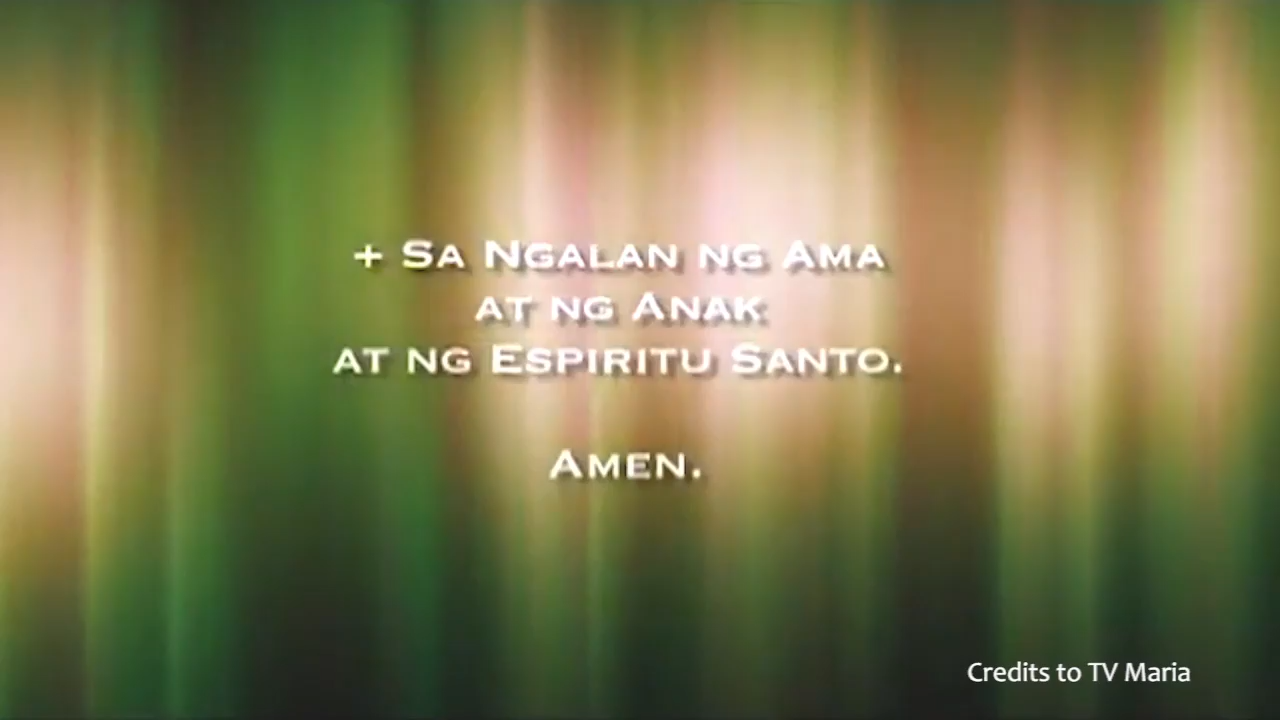 + Sa Ngalan ng Ama
at ng Anak
at ng Espiritu Santo.
Amen.
Credits to TV Maria